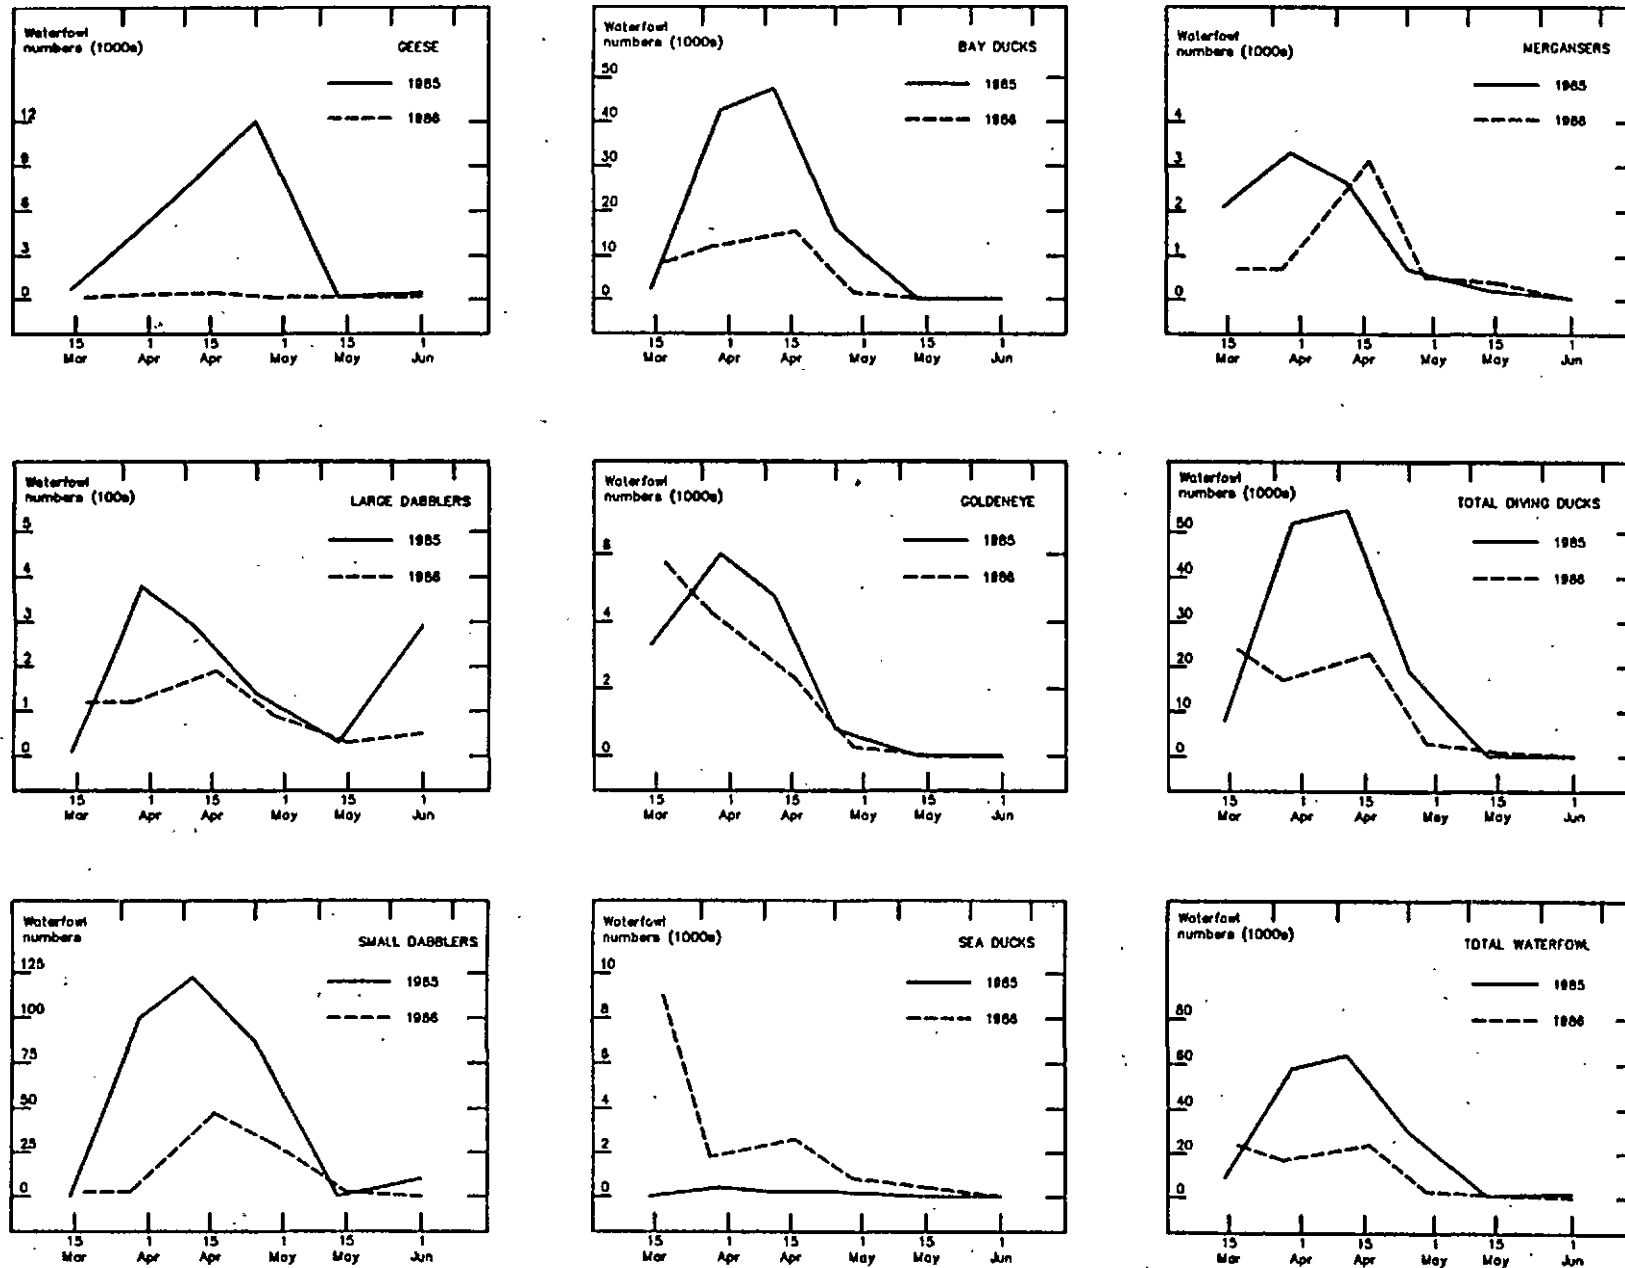 Waterfowl
numbers (1000s)
GEESE
1985
1986
12
9
6
3
0
15 1 15 1 15 1
Mar Apr Apr May May Jun
Waterfowl
numbers (1000s)
BAY DUCKS
1985
1986
50
40
30
20
10
0
15 1 15 1 15 1
Mar Apr Apr May May Jun
Waterfowl
numbers (1000s)
MERGANSERS
1985
1986
4
3
2
1
0
15 1 15 1 15 1
Mar Apr Apr May May Jun
Waterfowl
numbers (100s)
LARGE DABBLERS
1985
1986
5
4
3
2
1
0
15 1 15 1 15 1
Mar Apr Apr May May Jun
Waterfowl
numbers (1000s)
GOLDENEYE
1985
1986
6
4
2
0
15 1 15 1 15 1
Mar Apr Apr May May Jun
Waterfowl
numbers (1000s)
TOTAL DIVING DUCKS
1985
1986
50
40
30
20
10
0
15 1 15 1 15 1
Mar Apr Apr May May Jun
Waterfowl
numbers
SMALL DABBLERS
1985
1986
125
100
75
50
25
0
15 1 15 1 15 1
Mar Apr Apr May May Jun
Waterfowl
numbers (1000s)
SEA DUCKS
1985
1986
10
8
6
4
2
0
15 1 15 1 15 1
Mar Apr Apr May May Jun
Waterfowl
numbers (1000s)
TOTAL WATERFOWL
1985
1986
80
60
40
20
0
15 1 15 1 15 1
Mar Apr Apr May May Jun